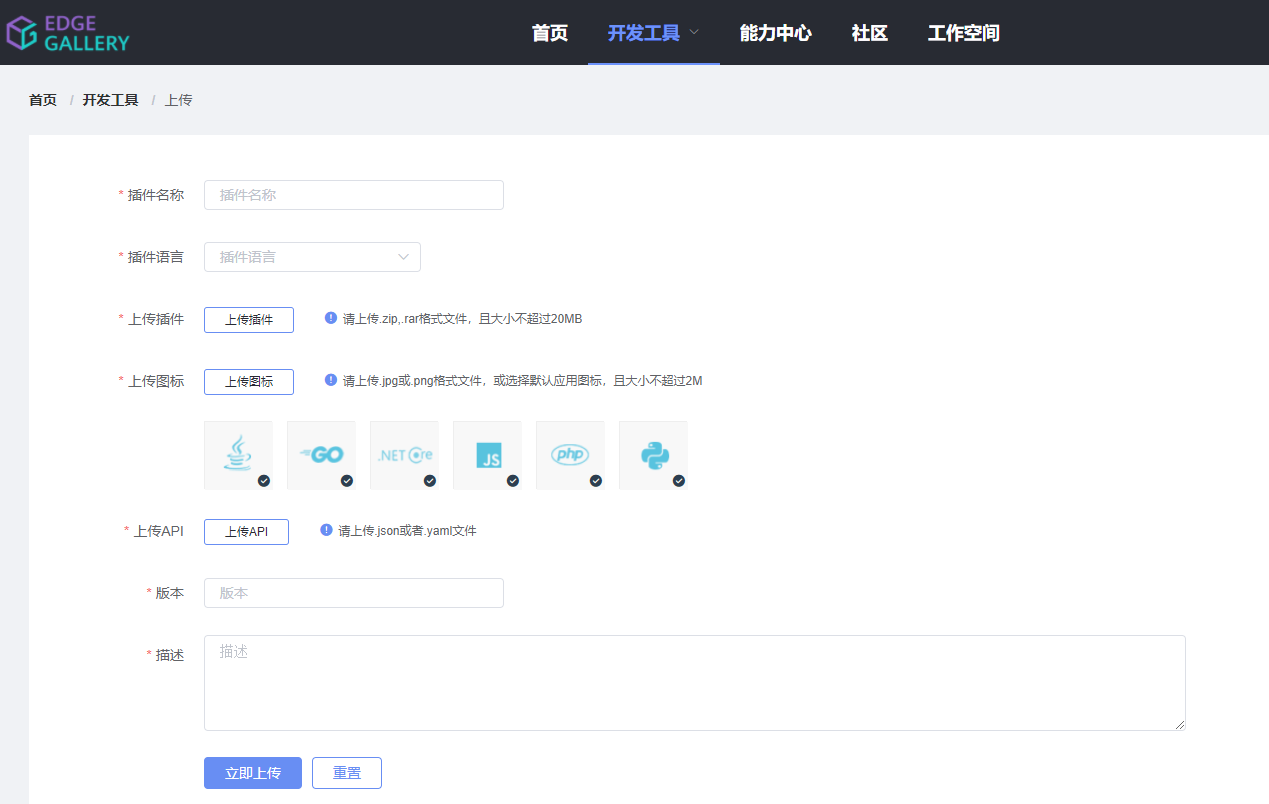 EDGE
GALLERY
首页 开发工具 能力中心 社区 工作空间
首页 / 开发工具 / 上传
* 插件名称 插件名称
* 插件语言 插件语言
* 上传插件 上传插件 请上传.zip,.rar格式文件，且大小不超过20MB
* 上传图标 上传图标 请上传.jpg或.png格式文件，或选择默认应用图标，且大小不超过2M
GO .NET Core JS php
* 上传API 上传API 请上传.json或者.yaml文件
* 版本 版本
* 描述 描述
立即上传 重置